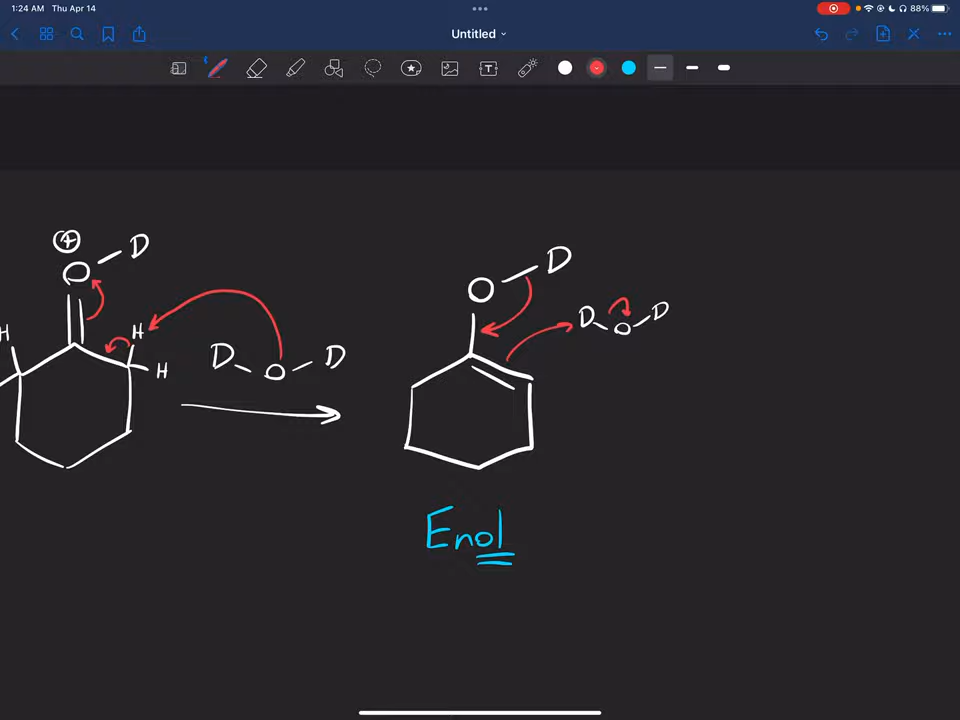 1:24 AM Thu Apr 14
88%
Untitled
T
+
O D
H
H
H
D O D
O D
D O D
Enol